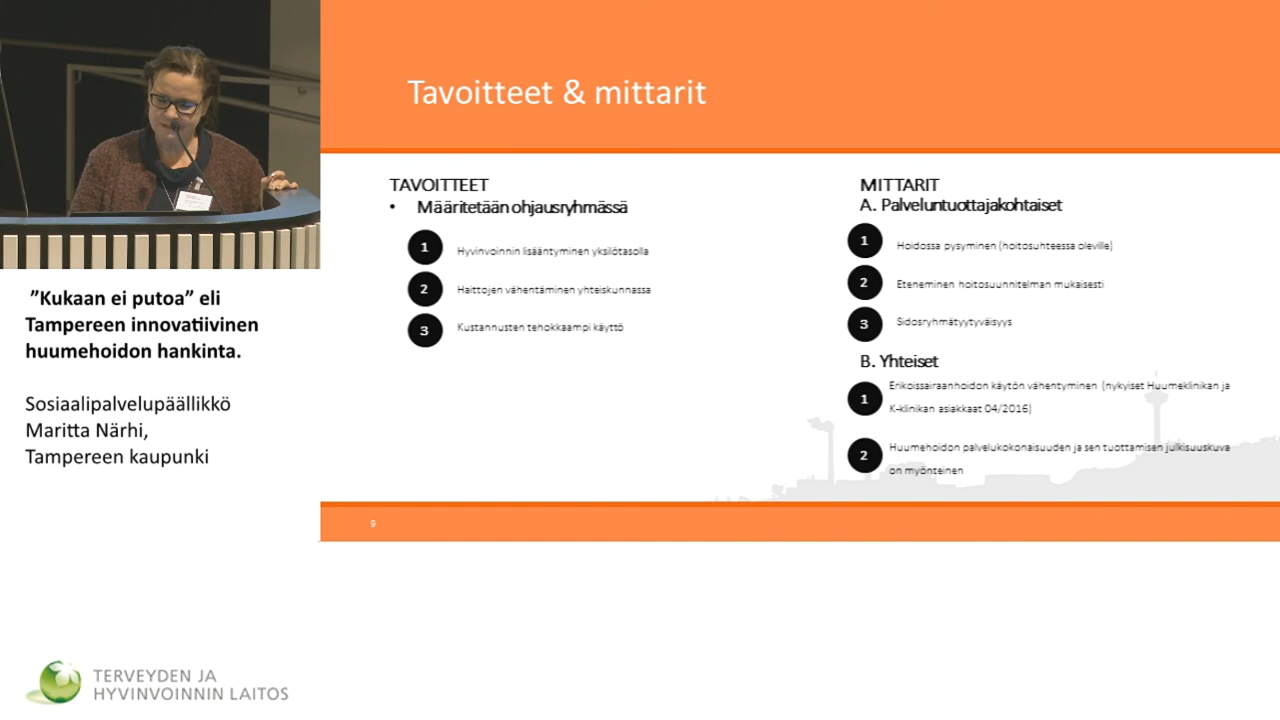 Tavoitteet & mittarit
TAVOITTEET
• Määritetään ohjausryhmässä
1 Hyvinvoinnin lisääntyminen yksilötasolla
2 Haittojen vähentäminen yhteiskunnassa
3 Kustannusten tehokkaampi käyttö
MITTARIT
A. Palveluntuottajakohtaiset
1 Hoidossa pysyminen (hoitosuhteessa oleville)
2 Eteneminen hoitosuunnitelman mukaisesti
3 Sidosryhmätyytyväisyys
B. Yhteiset
1 Erikoissairaanhoidon käytön vähentyminen (nykyiset Huumeklinikan ja
K-klinikan asiakkaat 04/2016)
2 Huumehoidon palvelukokonaisuuden ja sen tuottamisen julkisuuskuva
on myönteinen
9
”Kukaan ei putoa” eli
Tampereen innovatiivinen
huumehoidon hankinta.
Sosiaalipalvelupäällikkö
Maritta Närhi,
Tampereen kaupunki
TERVEYDEN JA
HYVINVOINNIN LAITOS